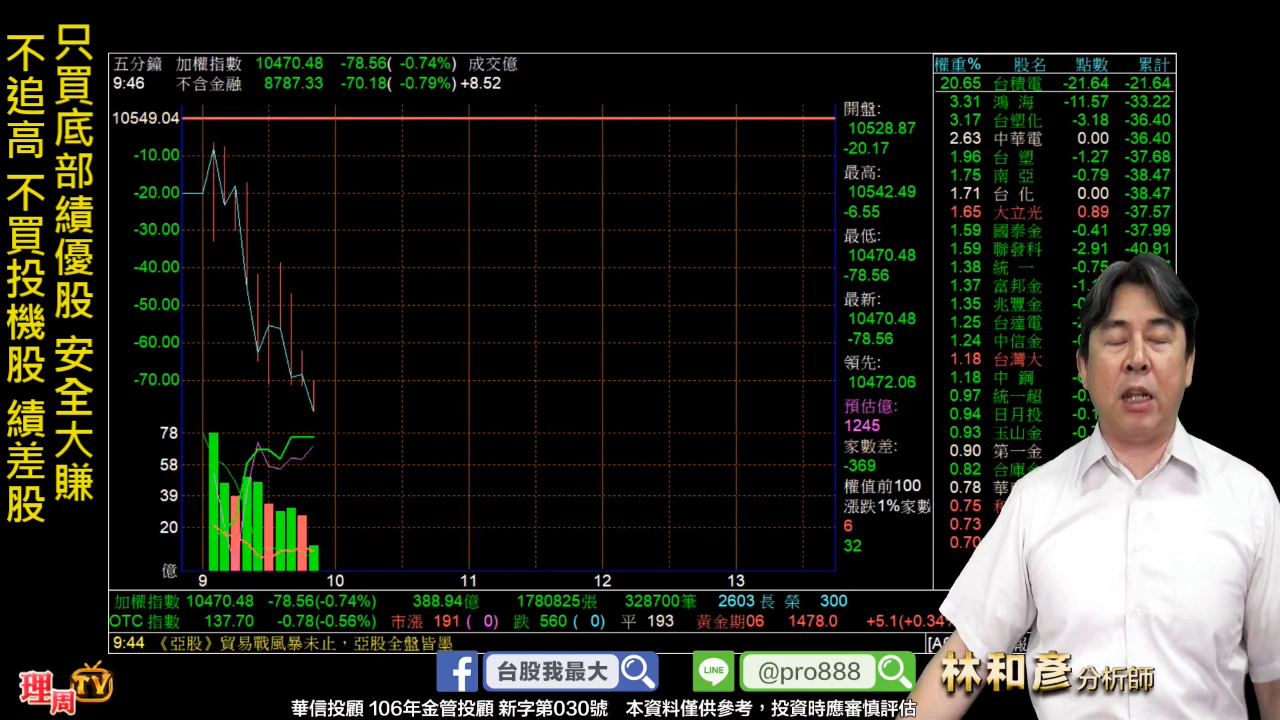 只買底部績優股 安全大賺
不追高 不買投機股 績差股
五分鐘 加權指數 10470.48 -78.56( -0.74%) 成交億
9:46 不含金融 8787.33 -70.18( -0.79%) +8.52
10549.04
-10.00
-20.00
-30.00
-40.00
-50.00
-60.00
-70.00
78
58
39
20
億
9 10 11 12 13
開盤:
10528.87
-20.17
最高:
10542.49
-6.55
最低:
10470.48
-78.56
最新:
10470.48
-78.56
領先:
10472.06
預估億:
1245
家數差:
-369
權值前100
漲跌1%家數
6
32
權重% 股名 點數 累計
20.65 台積電 -21.64 -21.64
3.31 鴻 海 -11.57 -33.22
3.17 台塑化 -3.18 -36.40
2.63 中華電 0.00 -36.40
1.96 台 塑 -1.27 -37.68
1.75 南 亞 -0.79 -38.47
1.71 台 化 0.00 -38.47
1.65 大立光 0.89 -37.57
1.59 國泰金 -0.41 -37.99
1.59 聯發科 -2.91 -40.91
1.38 統 一 -0.75
1.37 富邦金
1.35 兆豐金
1.25 台達電
1.24 中信金
1.18 台灣大
1.18 中 鋼
0.97 統一超
0.94 日月投
0.93 玉山金
0.90 第一金
0.82 合庫金
0.78 華
0.75
0.73
0.70
加權指數 10470.48 -78.56(-0.74%) 388.94億 1780825張 328700筆 2603 長 榮 300
OTC 指數 137.70 -0.78(-0.56%) 市漲 191 ( 0) 跌 560 ( 0) 平 193 黃金期06 1478.0 +5.1(+0.34
9:44 《亞股》貿易戰風暴未止，亞股全盤皆墨
台股我最大
LINE @pro888
林和彥 分析師
理周TV
華信投顧 106年金管投顧 新字第030號 本資料僅供參考，投資時應審慎評估